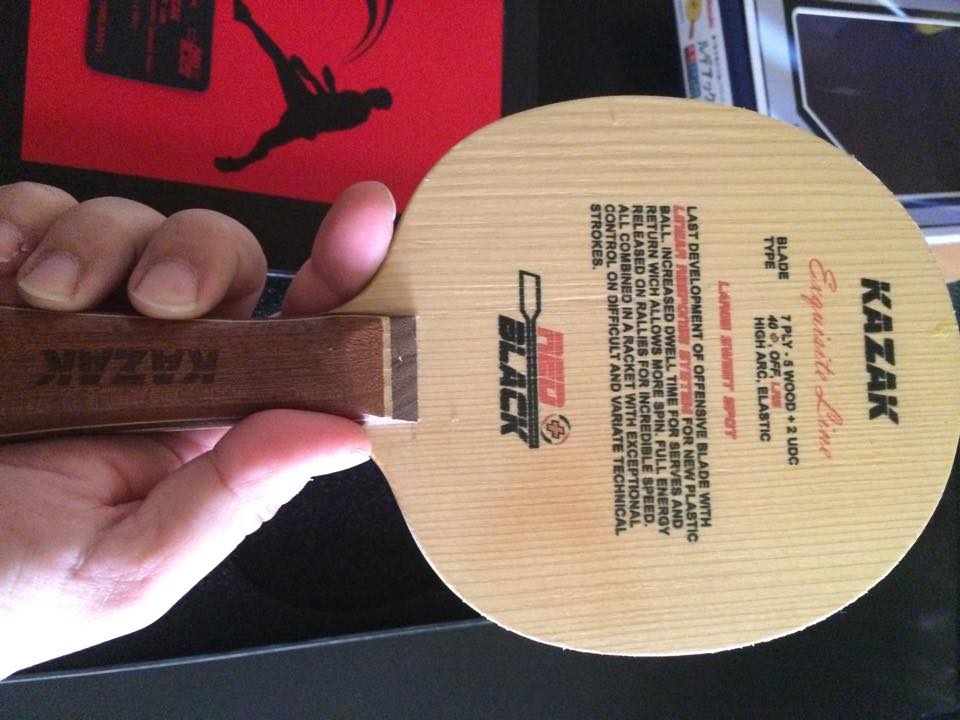 KAZAK
Exquisite Line
BLADE 7 PLY - 5 WOOD + 2 UDC
TYPE 40 Φ, OFF, LRS
HIGH ARC, ELASTIC
LARGE SWEET SPOT
LAST DEVELOPMENT OF OFFENSIVE BLADE WITH
LINEAR RESPONSE SYSTEM FOR NEW PLASTIC
BALL. INCREASED DWELL TIME FOR SERVES AND
RETURN WICH ALLOWS MORE SPIN, FULL ENERGY
RELEASED ON RALLIES FOR INCREDIBLE SPEED.
ALL COMBINED IN A RACKET WITH EXCEPTIONAL
CONTROL ON DIFFICULT AND VARIATE TECHNICAL
STROKES.
RED
BLACK
KAZAK